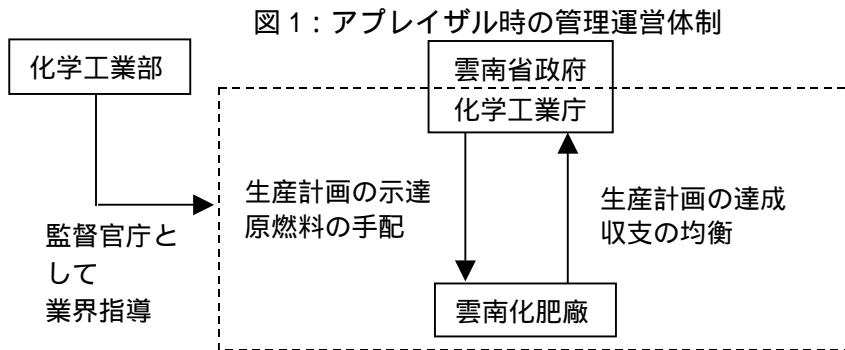 図 1：アプレイザル時の管理運営体制
化学工業部
雲南省政府
化学工業庁
生産計画の示達
原燃料の手配
生産計画の達成
収支の均衡
監督官庁と
して
業界指導
雲南化肥廠